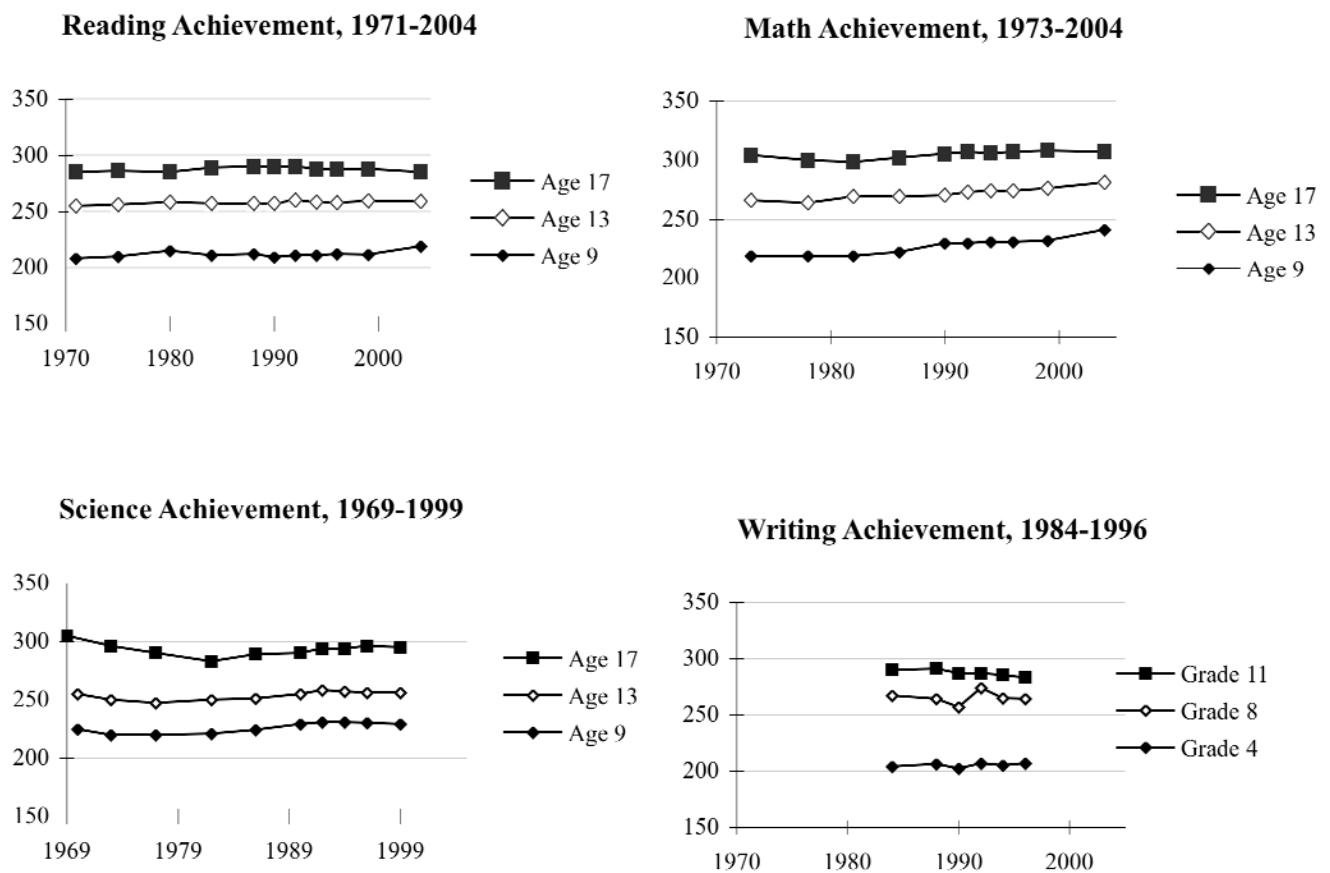 Reading Achievement, 1971-2004
350
300
250
200
150
1970 1980 1990 2000
Age 17
Age 13
Age 9
Math Achievement, 1973-2004
350
300
250
200
150
1970 1980 1990 2000
Age 17
Age 13
Age 9
Science Achievement, 1969-1999
350
300
250
200
150
1969 1979 1989 1999
Age 17
Age 13
Age 9
Writing Achievement, 1984-1996
350
300
250
200
150
1970 1980 1990 2000
Grade 11
Grade 8
Grade 4